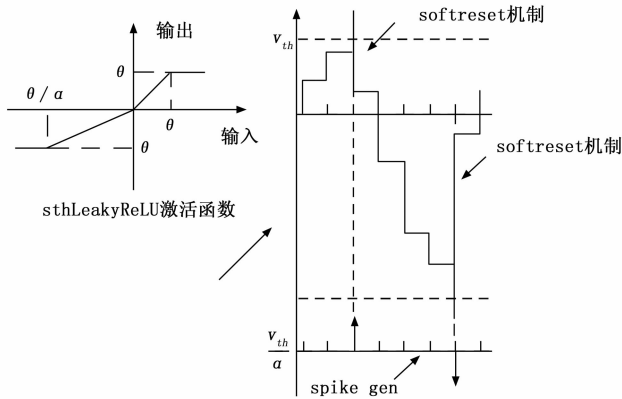 输出
θ
θ / a
θ
输入
θ
sthLeakyReLU激活函数
softreset机制
V_th
softreset机制
V_th
a
spike gen